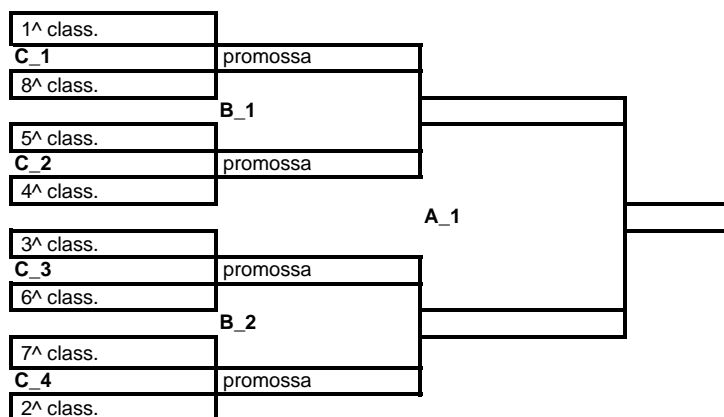 1^ class.
C_1 promossa
8^ class.
B_1
5^ class.
C_2 promossa
4^ class.
A_1
3^ class.
C_3 promossa
6^ class.
B_2
7^ class.
C_4 promossa
2^ class.